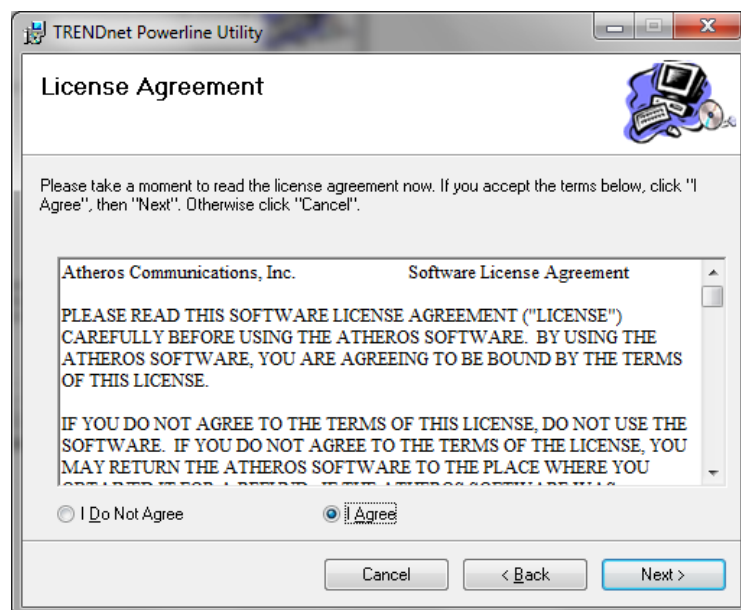 TRENDnet Powerline Utility
License Agreement
Please take a moment to read the license agreement now. If you accept the terms below, click "I
Agree", then "Next". Otherwise click "Cancel".
Atheros Communications, Inc. Software License Agreement
PLEASE READ THIS SOFTWARE LICENSE AGREEMENT ("LICENSE")
CAREFULLY BEFORE USING THE ATHEROS SOFTWARE. BY USING THE
ATHEROS SOFTWARE, YOU ARE AGREEING TO BE BOUND BY THE TERMS
OF THIS LICENSE.
IF YOU DO NOT AGREE TO THE TERMS OF THIS LICENSE, DO NOT USE THE
SOFTWARE. IF YOU DO NOT AGREE TO THE TERMS OF THE LICENSE, YOU
MAY RETURN THE ATHEROS SOFTWARE TO THE PLACE WHERE YOU
I Do Not Agree I Agree
Cancel < Back Next >